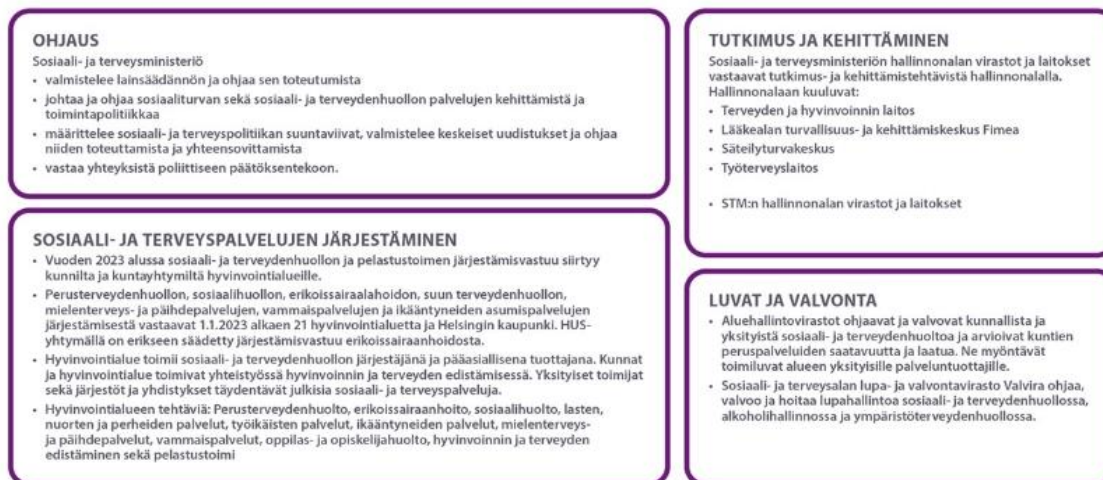 OHJAUS
Sosiaali- ja terveysministeriö
• valmistelee lainsäädännön ja ohjaa sen toteutumista
• johtaa ja ohjaa sosiaaliturvan sekä sosiaali- ja terveydenhuollon palvelujen kehittämistä ja
toimintapolitiikkaa
• määrittelee sosiaali- ja terveyspolitiikan suuntaviivat, valmistelee keskeiset uudistukset ja ohjaa
niiden toteuttamista ja yhteensovittamista
• vastaa yhteyksistä poliittiseen päätöksentekoon.
SOSIAALI- JA TERVEYSPALVELUJEN JÄRJESTÄMINEN
• Vuoden 2023 alussa sosiaali- ja terveydenhuollon ja pelastustoimen järjestämisvastuu siirtyy
kunnilta ja kuntayhtymiltä hyvinvointialueille.
• Perusterveydenhuollon, sosiaalihuollon, erikoissairaalahoidon, suun terveydenhuollon,
mielenterveys- ja päihdepalvelujen, vammaispalvelujen ja ikääntyneiden asumispalvelujen
järjestämisestä vastaavat 1.1.2023 alkaen 21 hyvinvointialuetta ja Helsingin kaupunki. HUS-
yhtymällä on erikseen säädetty järjestämisvastuu erikoissairaanhoidosta.
• Hyvinvointialue toimii sosiaali- ja terveydenhuollon järjestäjänä ja pääasiallisena tuottajana. Kunnat
ja hyvinvointialue toimivat yhteistyössä hyvinvoinnin ja terveyden edistämisessä. Yksityiset toimijat
sekä järjestöt ja yhdistykset täydentävät julkisia sosiaali- ja terveyspalveluja.
• Hyvinvointialueen tehtäviä: Perusterveydenhuolto, erikoissairaanhoito, sosiaalihuolto, lasten,
nuorten ja perheiden palvelut, työikäisten palvelut, ikääntyneiden palvelut, mielenterveys-
ja päihdepalvelut, vammaispalvelut, oppilas- ja opiskelijahuolto, hyvinvoinnin ja terveyden
edistäminen sekä pelastustoimi
TUTKIMUS JA KEHITTÄMINEN
Sosiaali- ja terveysministeriön hallinnonalan virastot ja laitokset
vastaavat tutkimus- ja kehittämistehtävistä hallinnonalalla.
Hallinnonalaan kuuluvat:
• Terveyden ja hyvinvoinnin laitos
• Lääkealan turvallisuus- ja kehittämiskeskus Fimea
• Säteilyturvakeskus
• Työterveyslaitos
• STM:n hallinnonalan virastot ja laitokset
LUVAT JA VALVONTA
• Aluehallintovirastot ohjaavat ja valvovat kunnallista ja
yksityistä sosiaali- ja terveydenhuoltoa ja arvioivat kuntien
peruspalveluiden saatavuutta ja laatua. Ne myöntävät
toimiluvat alueen yksityisille palveluntuottajille.
• Sosiaali- ja terveysalan lupa- ja valvontavirasto Valvira ohjaa,
valvoo ja hoitaa lupahallintoa sosiaali- ja terveydenhuollossa,
alkoholihallinnossa ja ympäristöterveydenhuollossa.